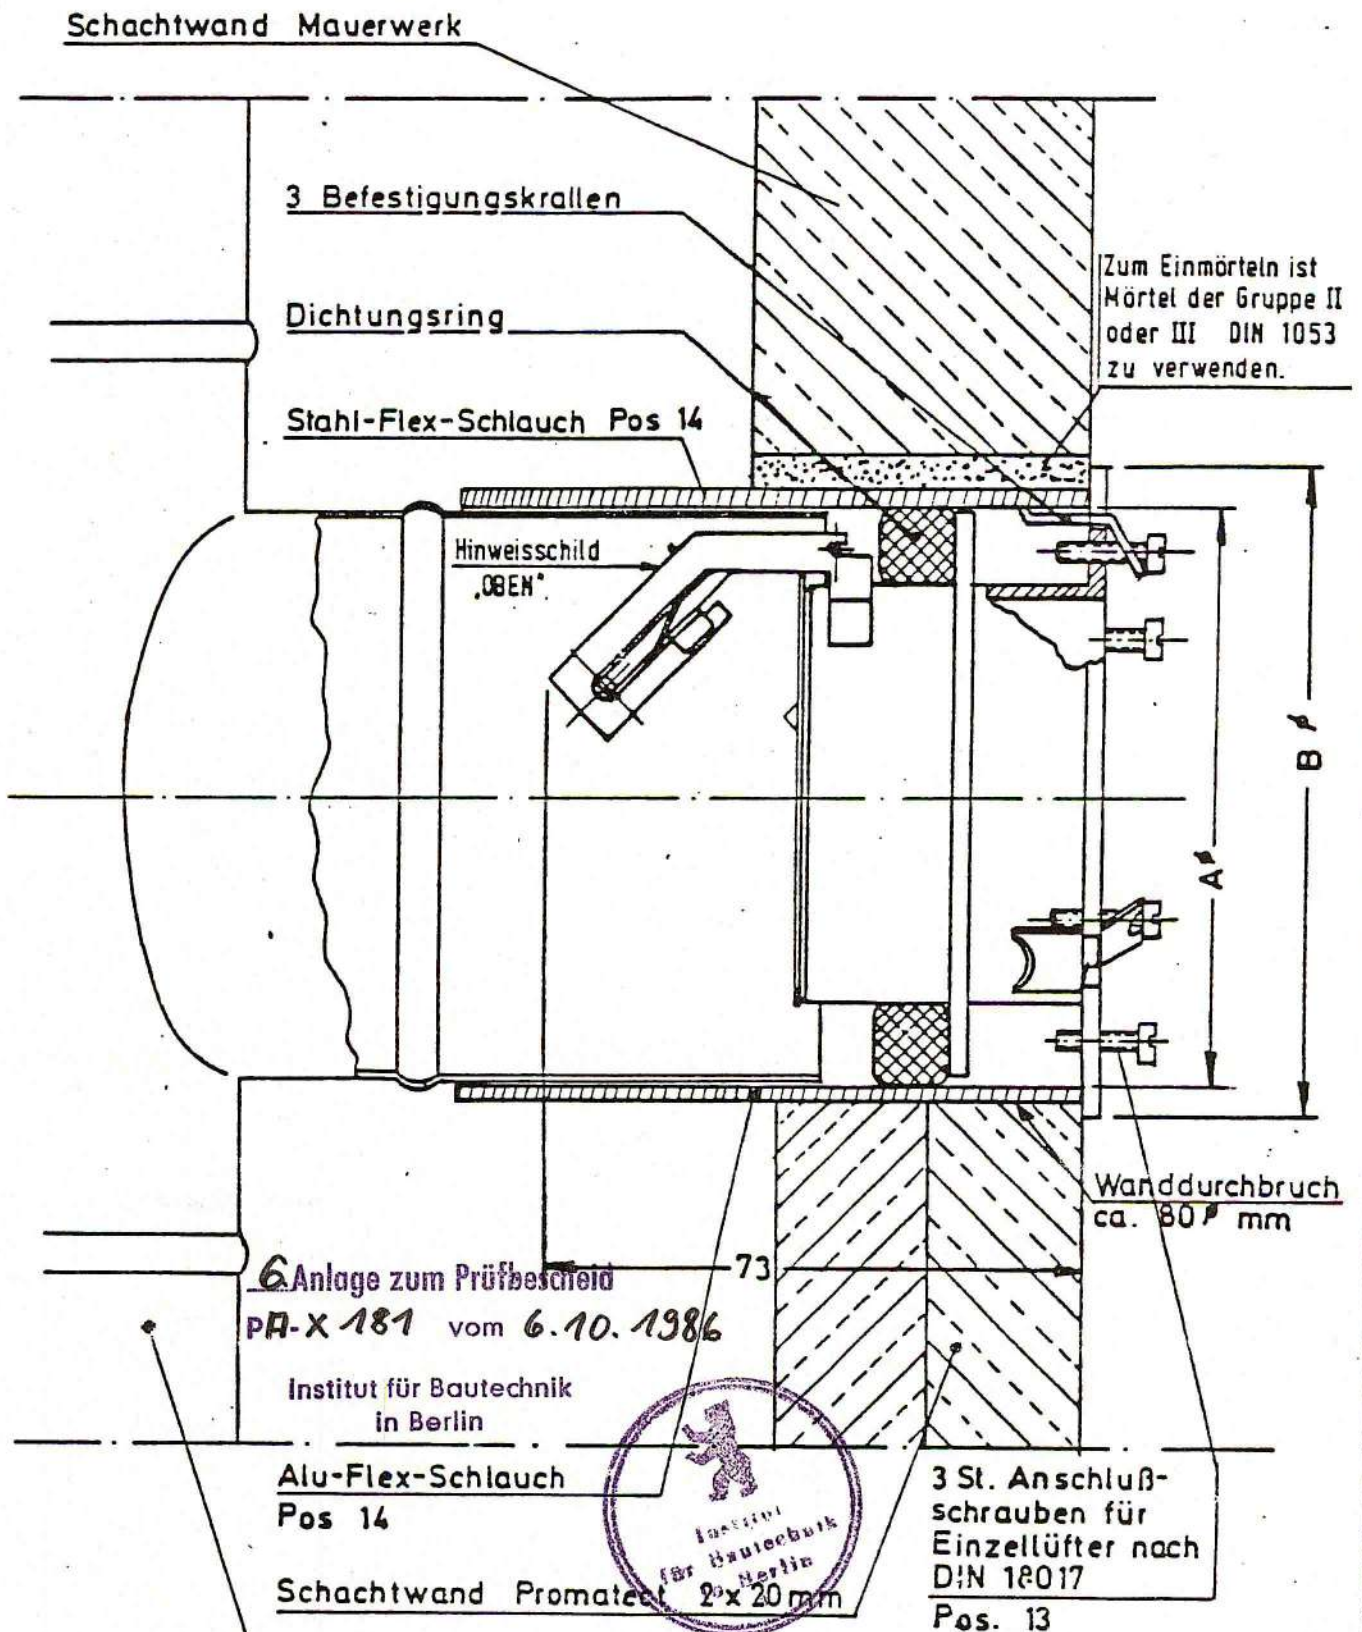 Schachtwand Mauerwerk
3 Befestigungskrallen
Zum Einmörteln ist
Mörtel der Gruppe II
oder III DIN 1053
zu verwenden.
Dichtungsring
Stahl-Flex-Schlauch Pos 14
Hinweisschild
"OBEN"
B ø
A ø
Wanddurchbruch
ca. 80 ø mm
73
6. Anlage zum Prüfbescheid
PA-X 181 vom 6.10.1986
Institut für Bautechnik
in Berlin
Alu-Flex-Schlauch
Pos 14
Institut
für Bautechnik
in Berlin
Schachtwand Promatect 2 x 20 mm
3 St. Anschluß-
schrauben für
Einzellüfter nach
DIN 18017
Pos. 13